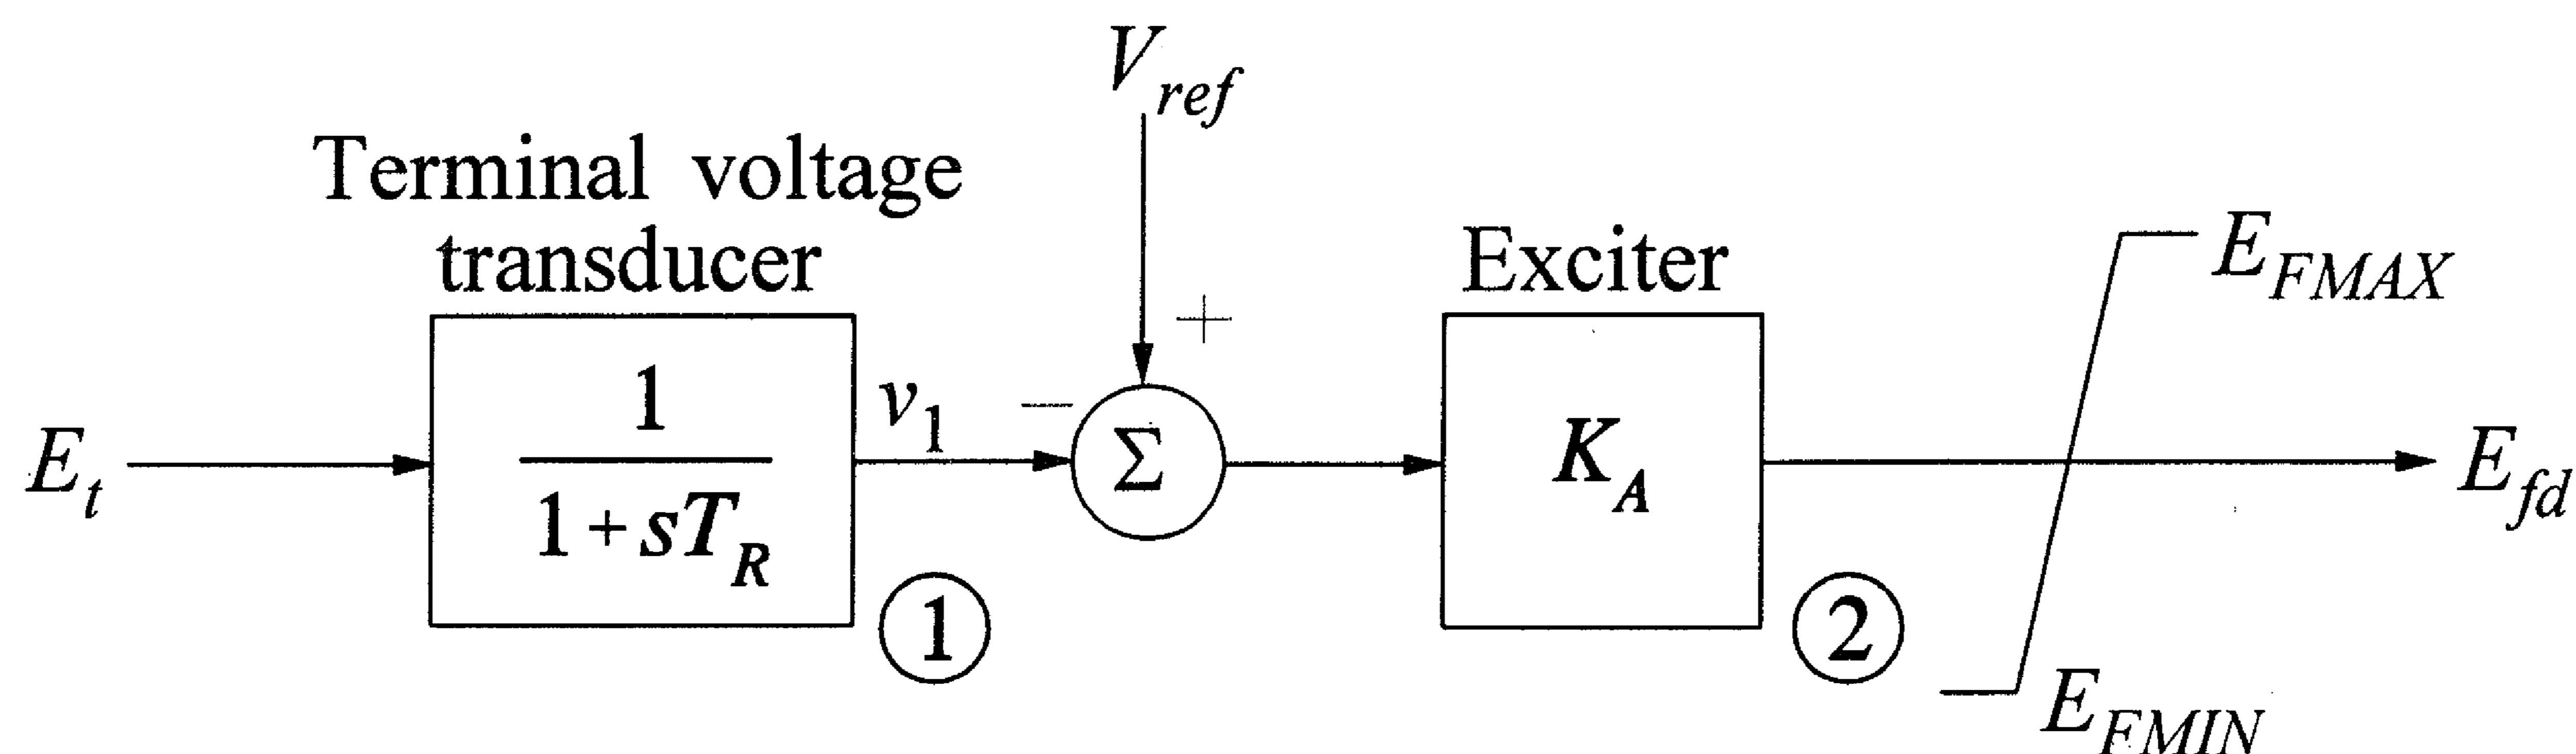 V_ref
Terminal voltage
transducer
+
Exciter
E_FMAX
E_t
1
1 + sT_R
v_1
−
Σ
K_A
E_fd
1
2
E_FMIN